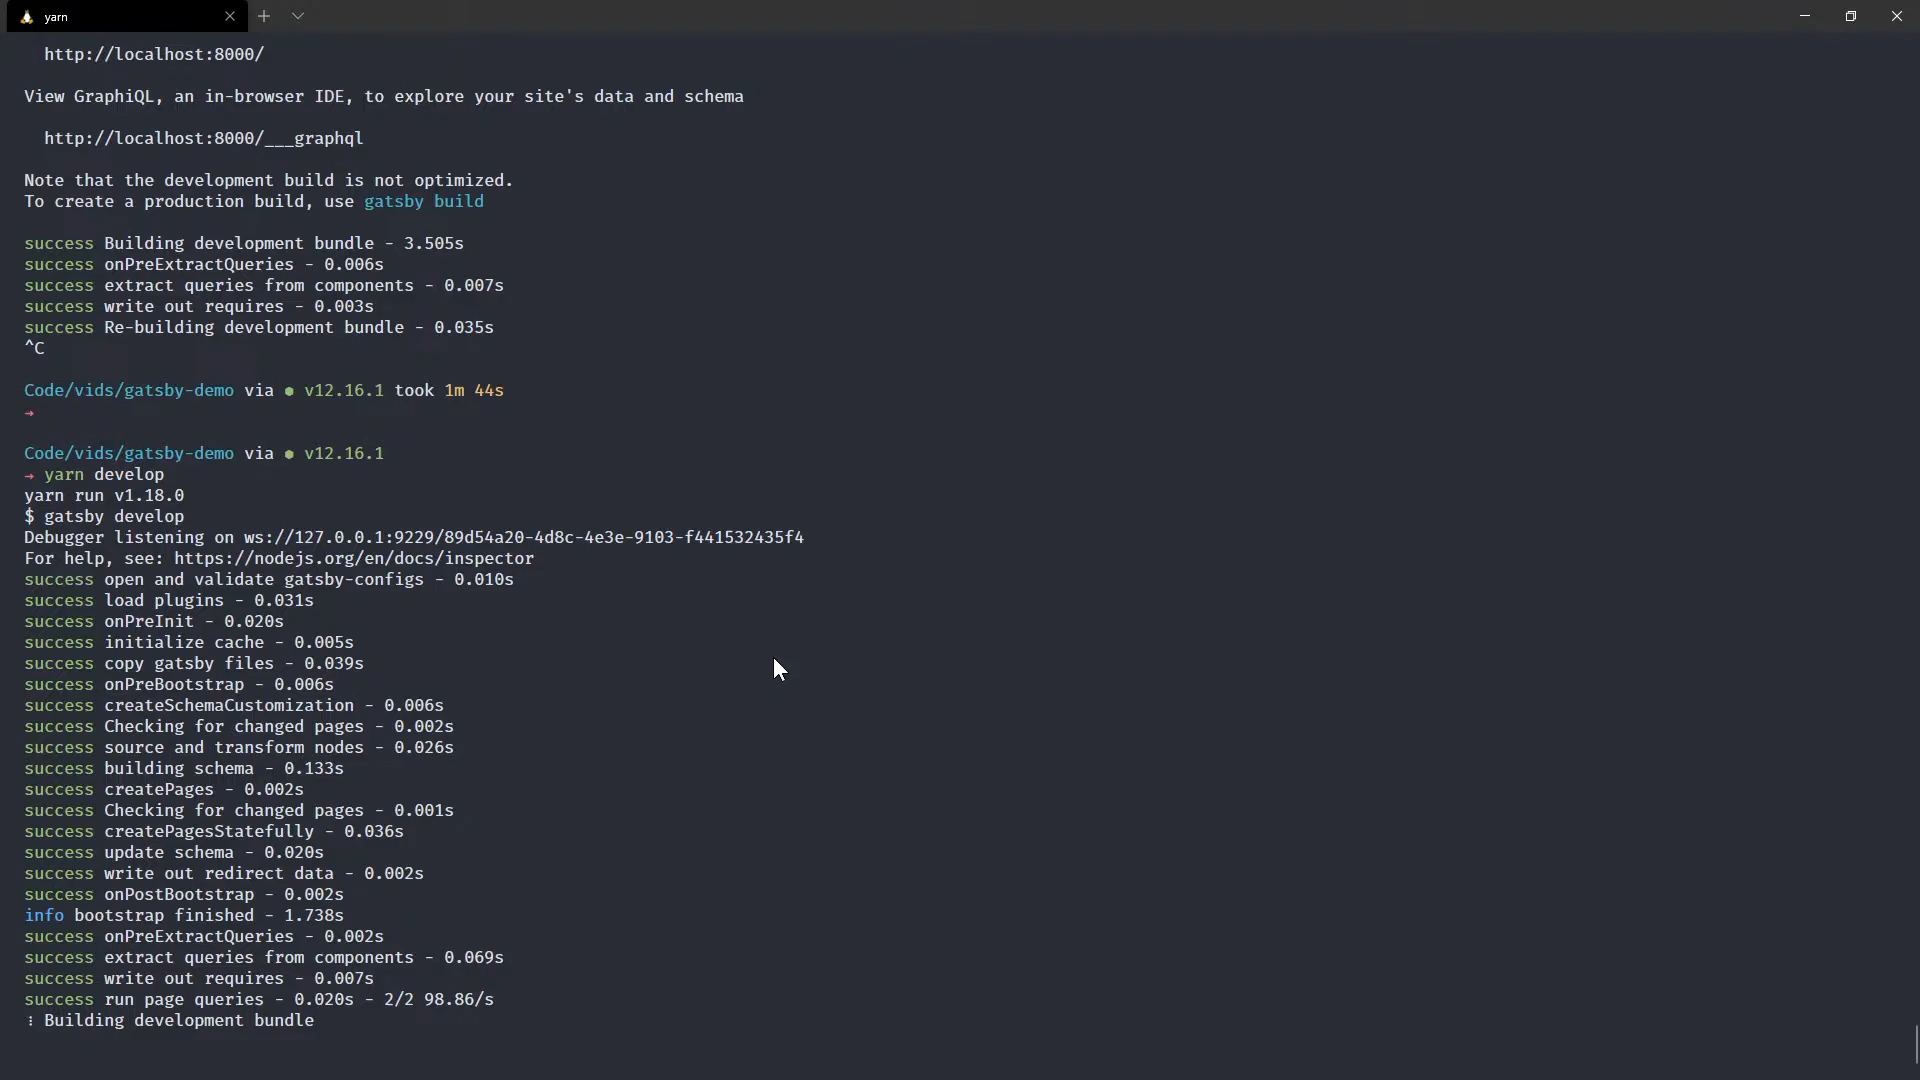 yarn
http://localhost:8000/
View GraphiQL, an in-browser IDE, to explore your site's data and schema
http://localhost:8000/___graphql
Note that the development build is not optimized.
To create a production build, use gatsby build
success Building development bundle - 3.505s
success onPreExtractQueries - 0.006s
success extract queries from components - 0.007s
success write out requires - 0.003s
success Re-building development bundle - 0.035s
^C
Code/vids/gatsby-demo via ● v12.16.1 took 1m 44s
→
Code/vids/gatsby-demo via ● v12.16.1
→ yarn develop
yarn run v1.18.0
$ gatsby develop
Debugger listening on ws://127.0.0.1:9229/89d54a20-4d8c-4e3e-9103-f441532435f4
For help, see: https://nodejs.org/en/docs/inspector
success open and validate gatsby-configs - 0.010s
success load plugins - 0.031s
success onPreInit - 0.020s
success initialize cache - 0.005s
success copy gatsby files - 0.039s
success onPreBootstrap - 0.006s
success createSchemaCustomization - 0.006s
success Checking for changed pages - 0.002s
success source and transform nodes - 0.026s
success building schema - 0.133s
success createPages - 0.002s
success Checking for changed pages - 0.001s
success createPagesStatefully - 0.036s
success update schema - 0.020s
success write out redirect data - 0.002s
success onPostBootstrap - 0.002s
info bootstrap finished - 1.738s
success onPreExtractQueries - 0.002s
success extract queries from components - 0.069s
success write out requires - 0.007s
success run page queries - 0.020s - 2/2 98.86/s
⠇ Building development bundle